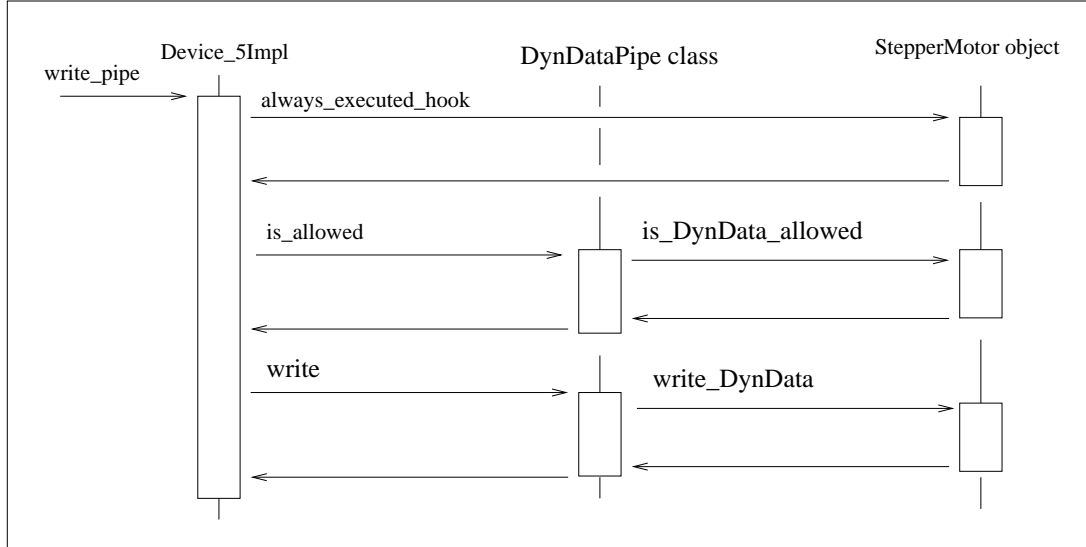 Device_5Impl
DynDataPipe class
StepperMotor object
write_pipe
always_executed_hook
is_allowed
is_DynData_allowed
write
write_DynData